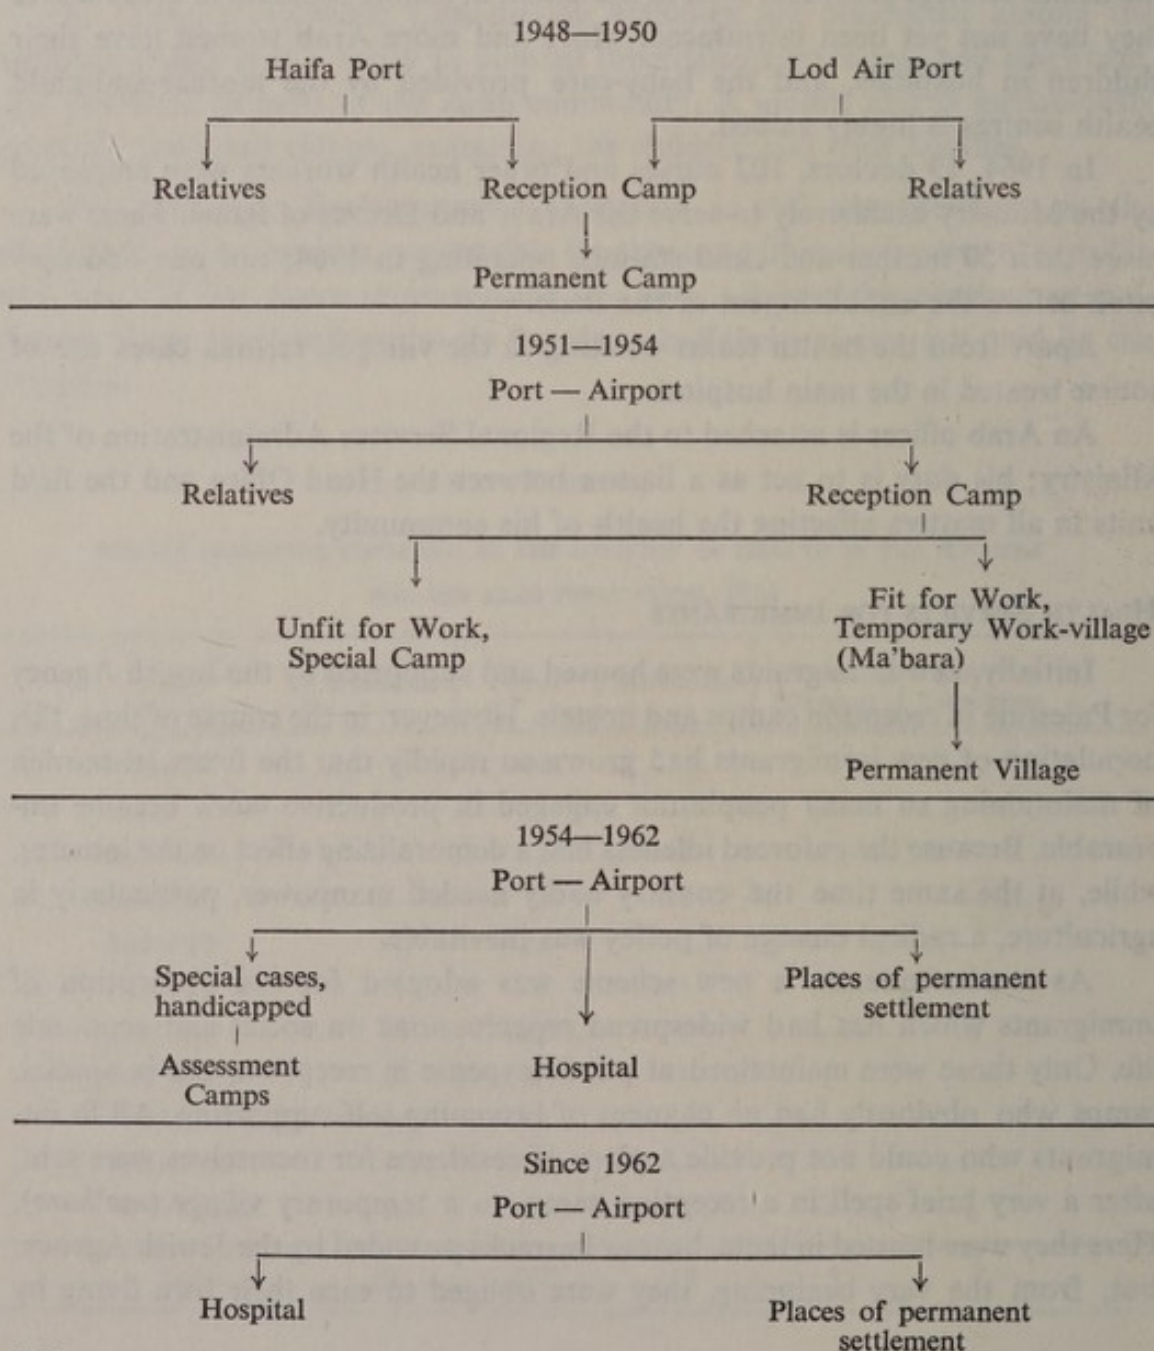 1948—1950
Haifa Port Lod Air Port
Relatives Reception Camp Relatives
Permanent Camp
1951—1954
Port — Airport
Relatives Reception Camp
Unfit for Work,
Special Camp
Fit for Work,
Temporary Work-village
(Ma'bara)
Permanent Village
1954—1962
Port — Airport
Special cases,
handicapped
Places of permanent
settlement
Assessment
Camps
Hospital
Since 1962
Port — Airport
Hospital
Places of permanent
settlement